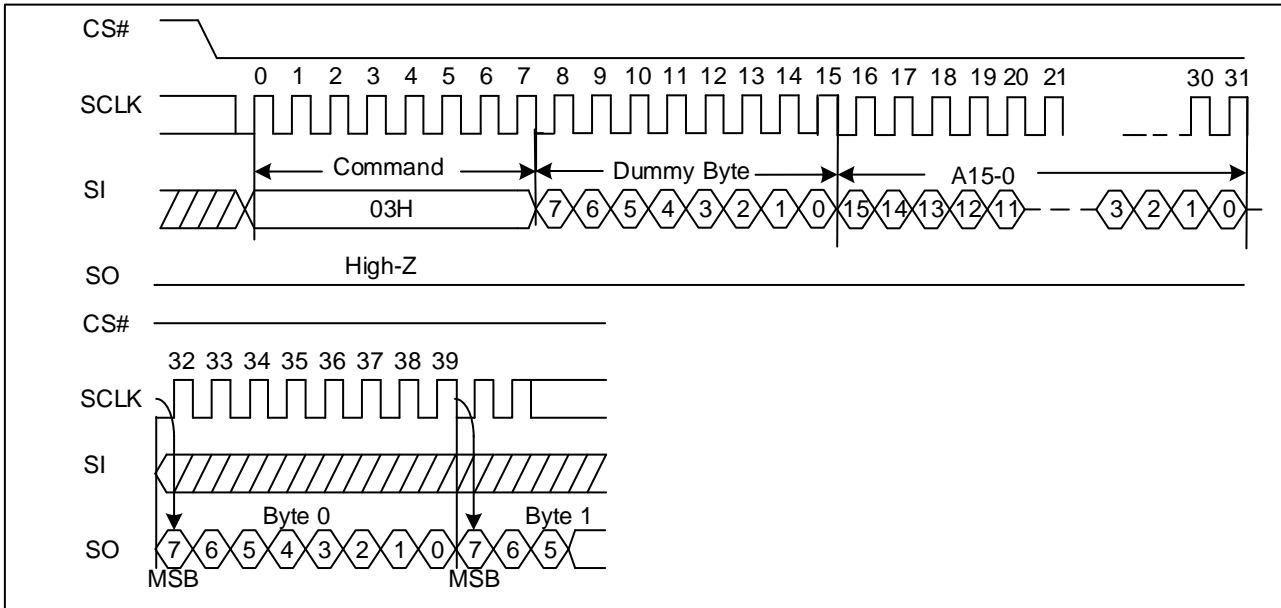 CS#
0 1 2 3 4 5 6 7 8 9 10 11 12 13 14 15 16 17 18 19 20 21 30 31
SCLK
Command Dummy Byte A15-0
SI
03H 7 6 5 4 3 2 1 0 15 14 13 12 11 3 2 1 0
High-Z
SO
CS#
32 33 34 35 36 37 38 39
SCLK
SI
Byte 0 Byte 1
SO 7 6 5 4 3 2 1 0 7 6 5
MSB MSB